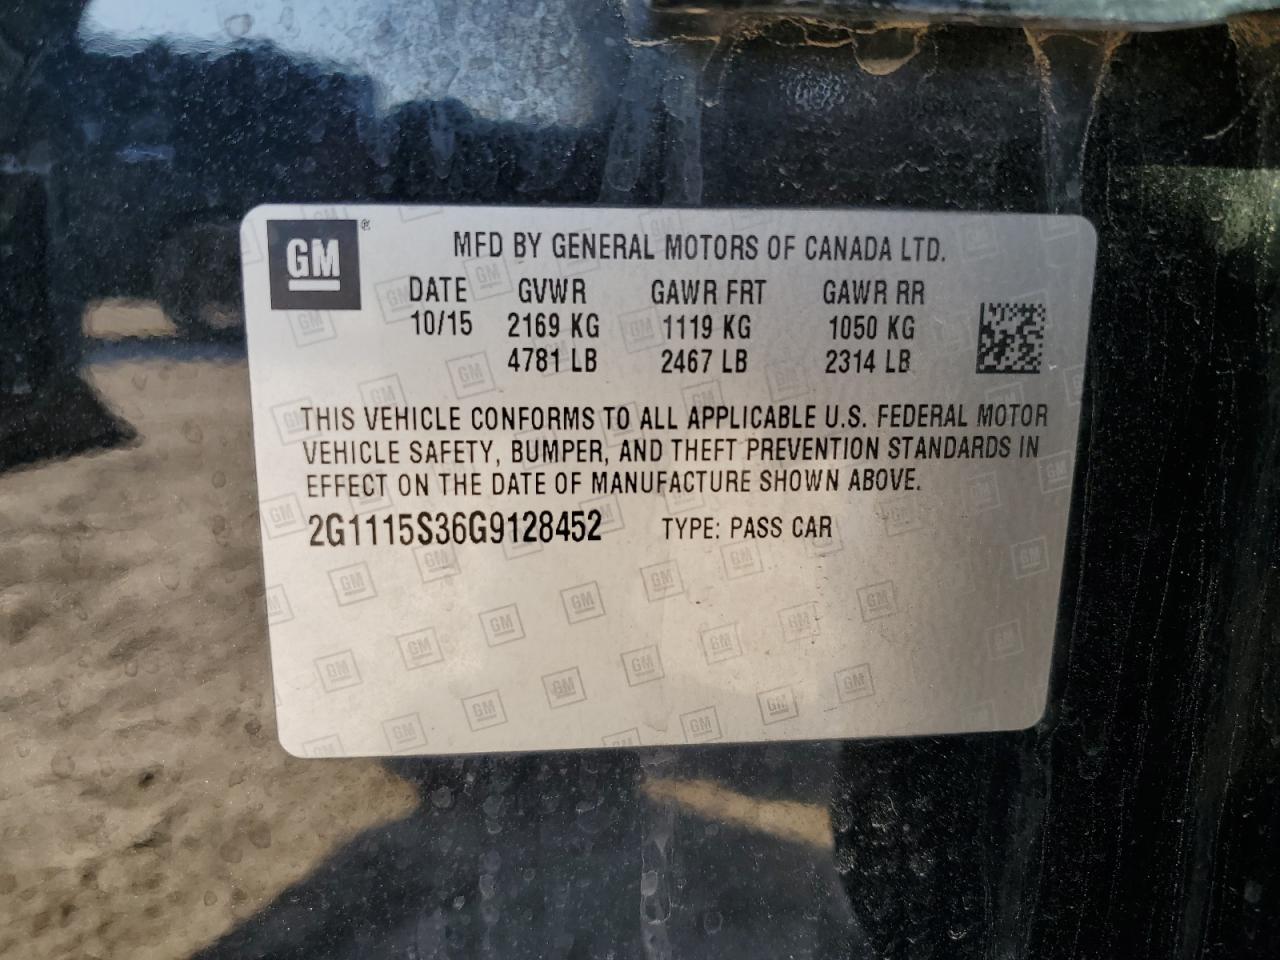 GM®
MFD BY GENERAL MOTORS OF CANADA LTD.
DATE GVWR GAWR FRT GAWR RR
10/15 2169 KG 1119 KG 1050 KG
4781 LB 2467 LB 2314 LB
THIS VEHICLE CONFORMS TO ALL APPLICABLE U.S. FEDERAL MOTOR
VEHICLE SAFETY, BUMPER, AND THEFT PREVENTION STANDARDS IN
EFFECT ON THE DATE OF MANUFACTURE SHOWN ABOVE.
2G1115S36G9128452 TYPE: PASS CAR